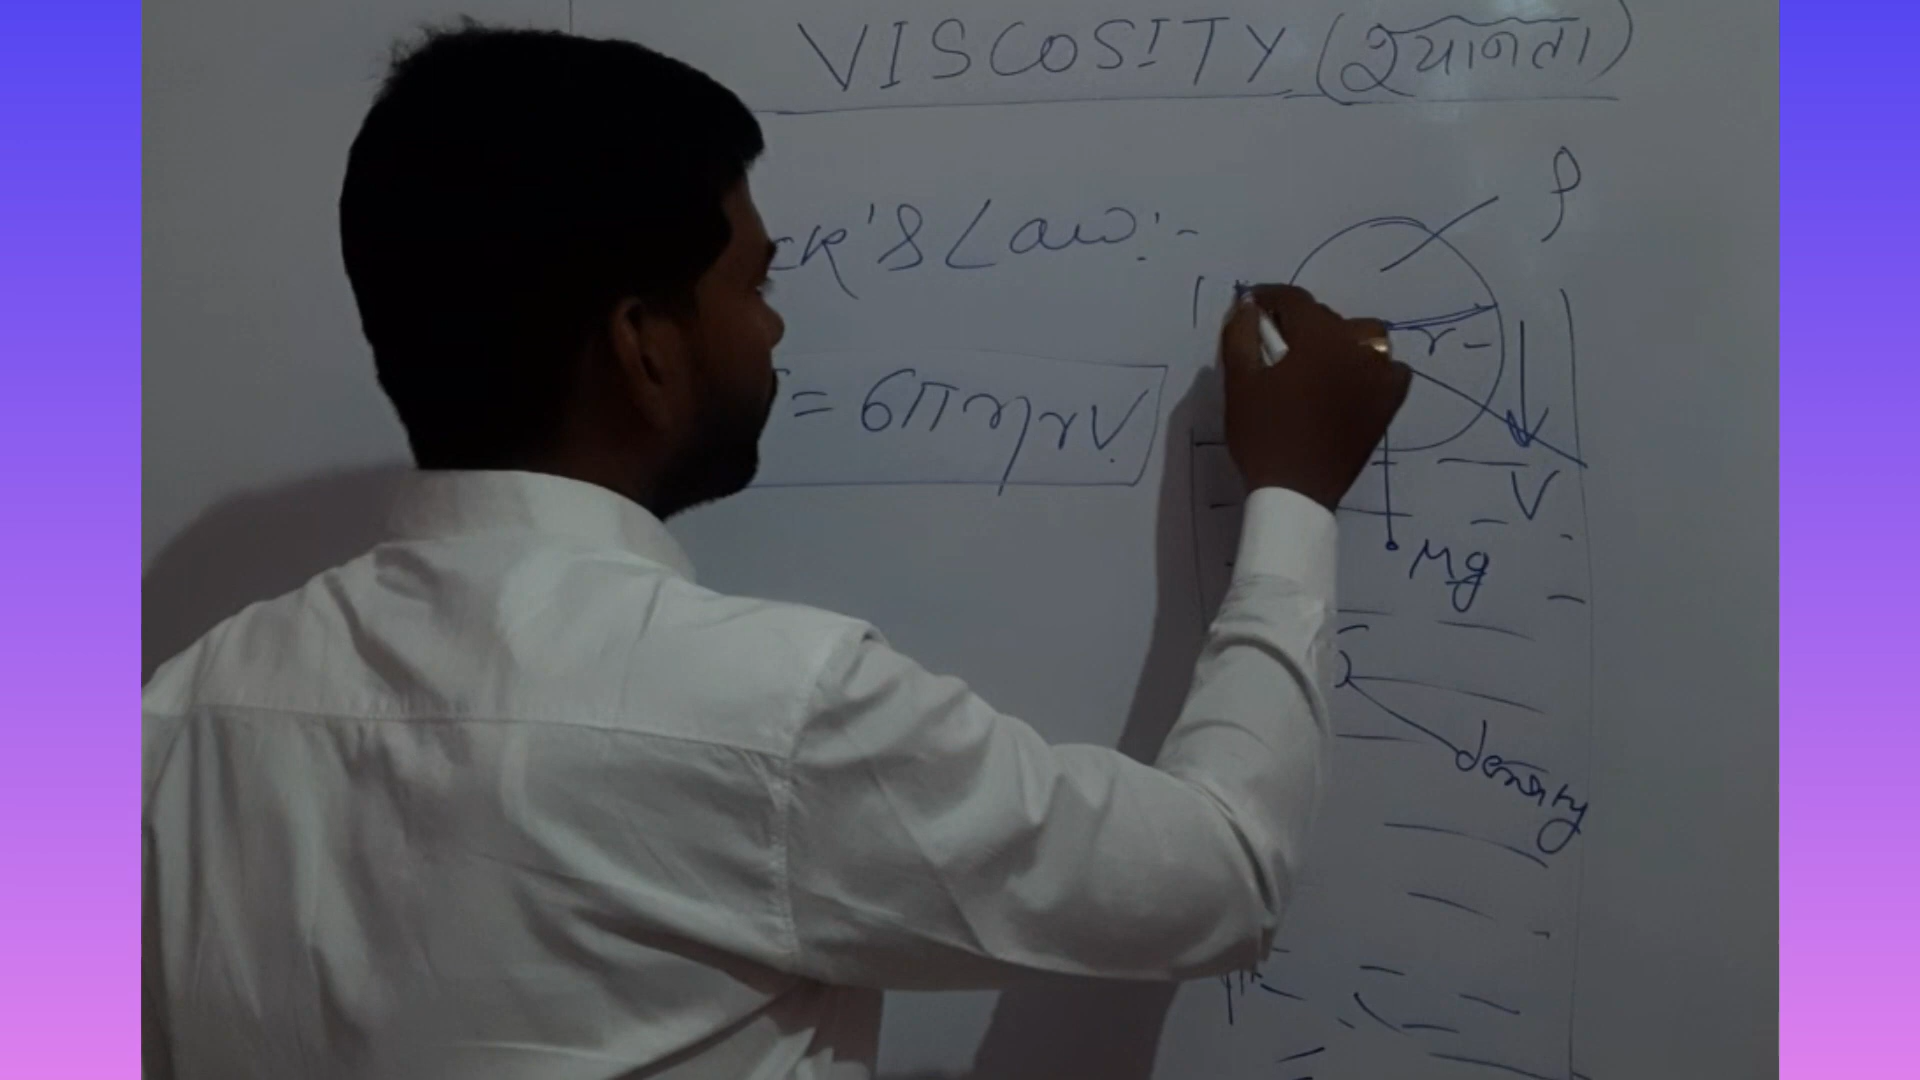 VISCOSITY (श्यानता)
ck's Law:-
ρ
r
= 6πηrV
V
Mg
density